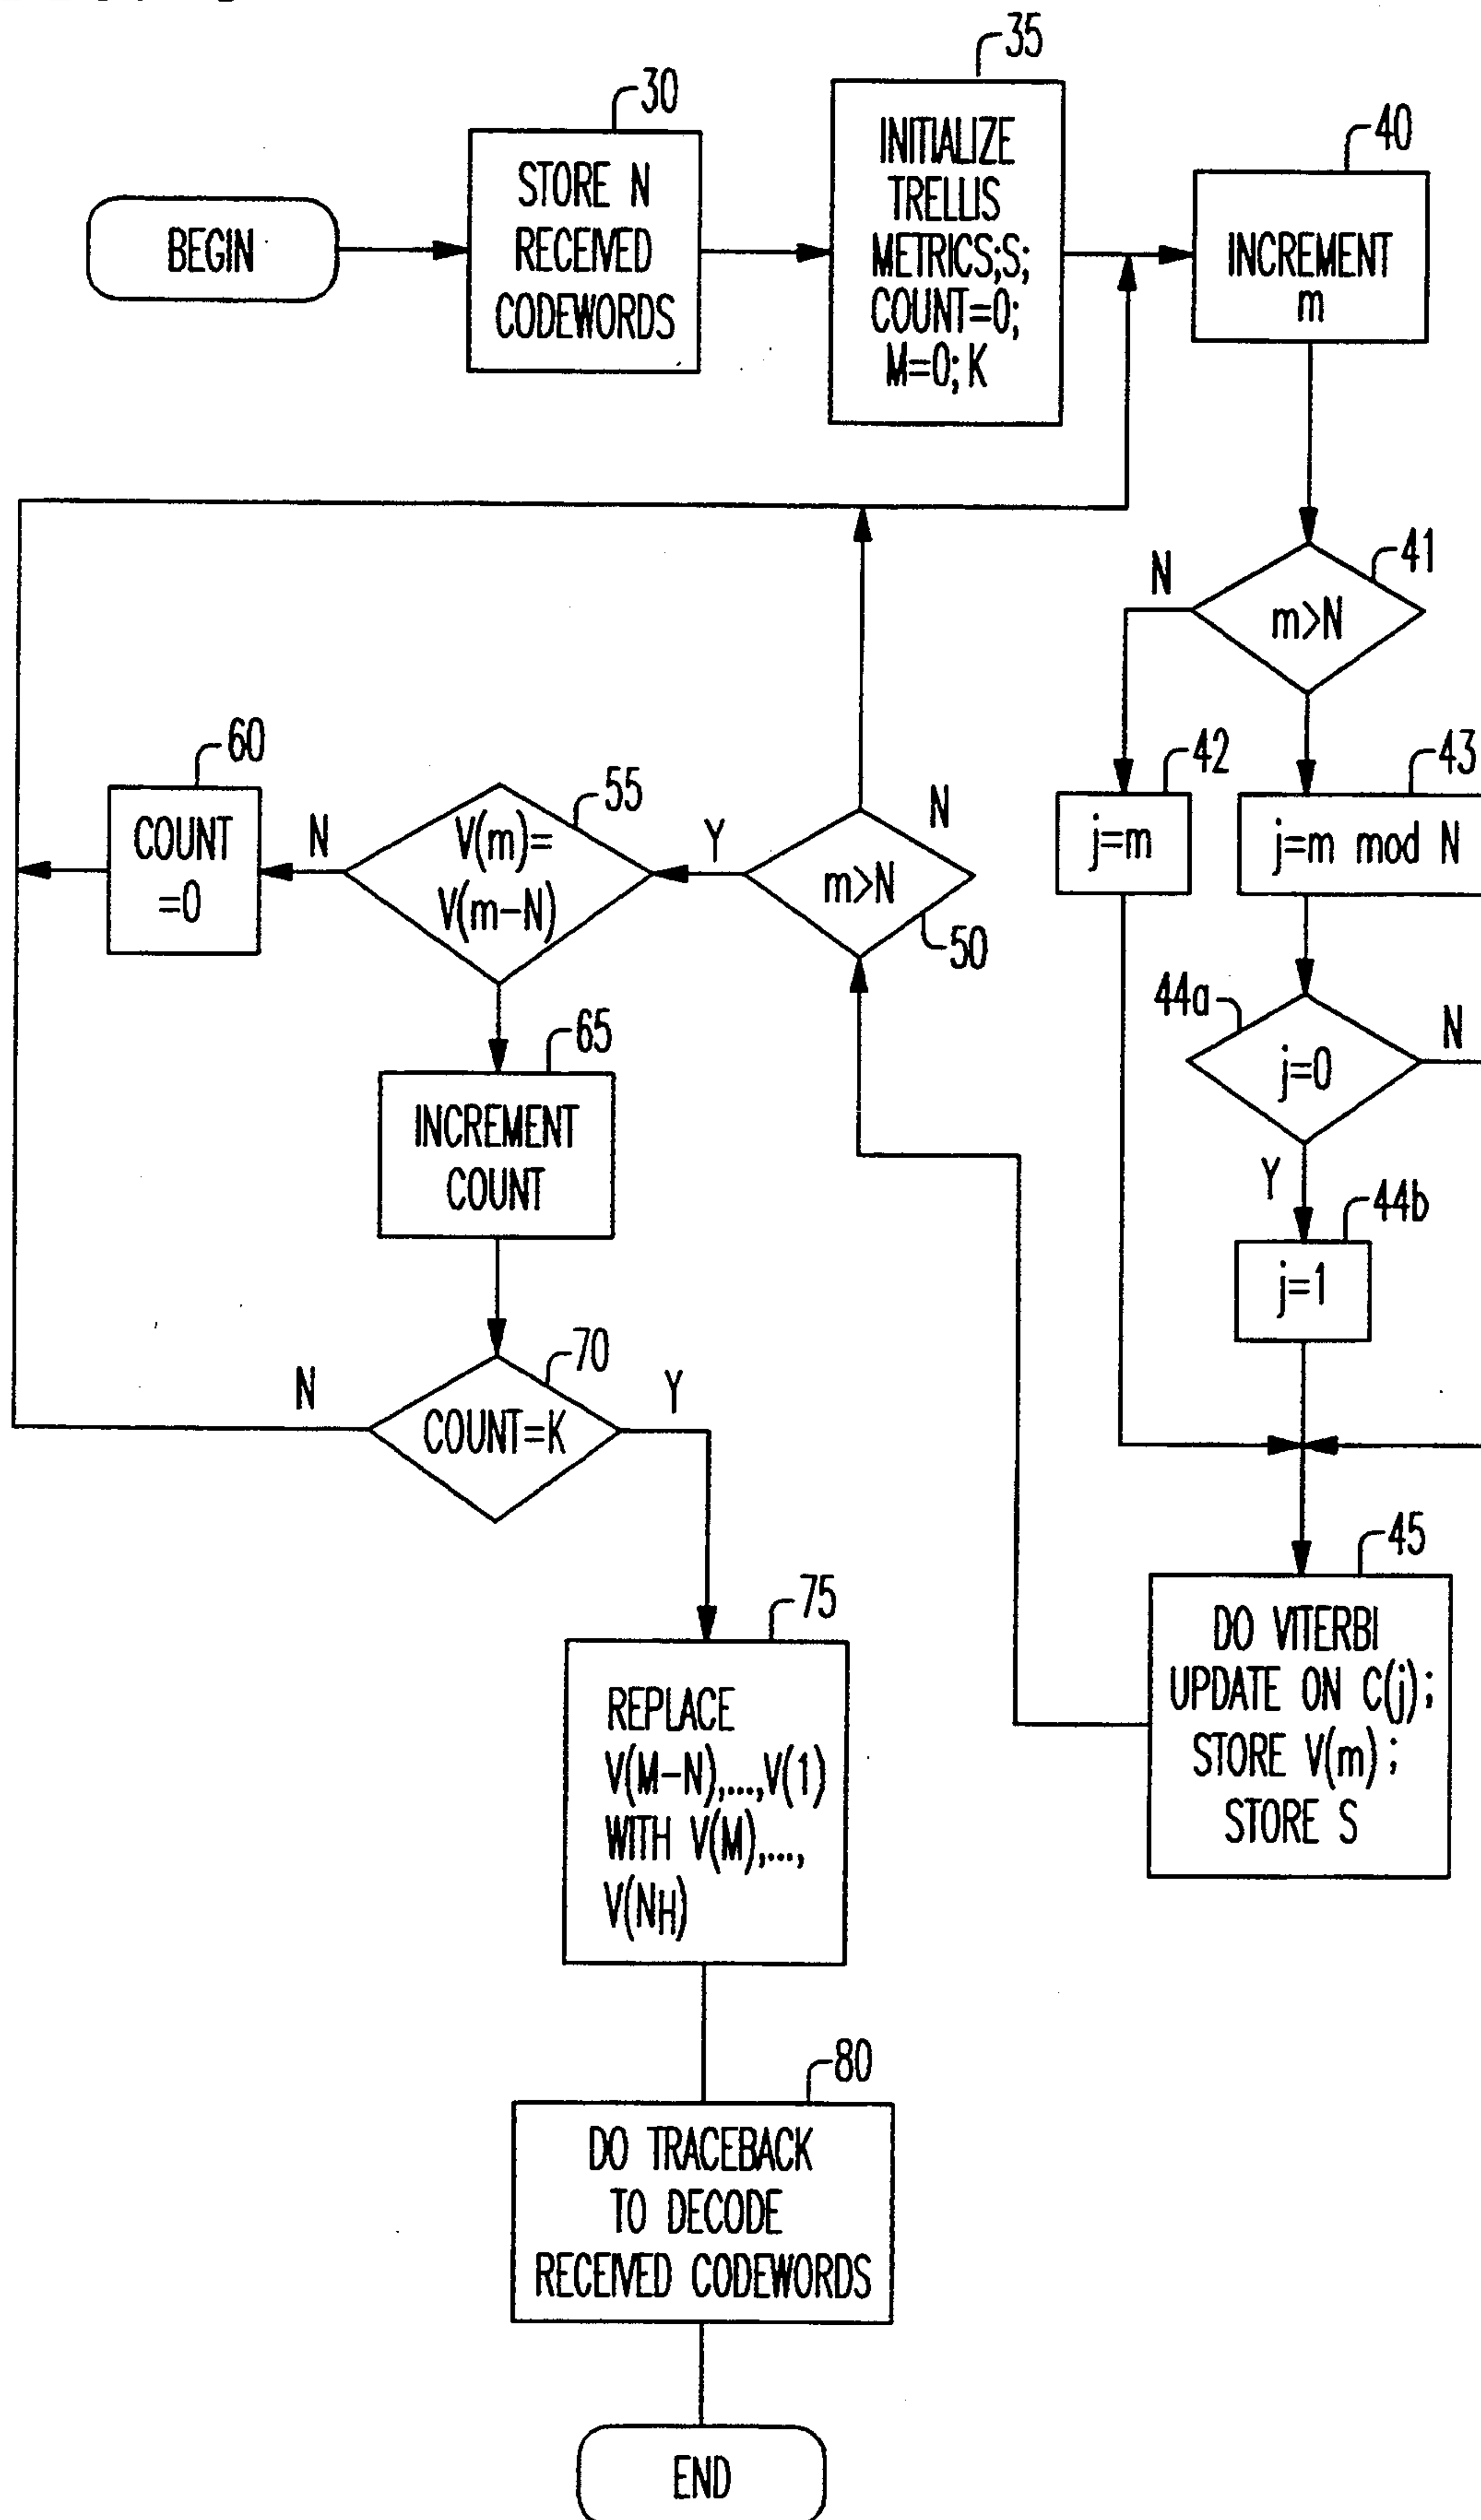 35
30
40
BEGIN
STORE N
RECEIVED
CODEWORDS
INITIALIZE
TRELLIS
METRICS;S;
COUNT=0;
M=0; K
INCREMENT
m
41
N
m>N
42
43
j=m
j=m mod N
60
55
COUNT
=0
N
V(m)=
V(m-N)
Y
m>N
N
50
44a
j=0
N
Y
44b
j=1
65
INCREMENT
COUNT
70
N
COUNT=K
Y
45
DO VITERBI
UPDATE ON C(j);
STORE V(m);
STORE S
75
REPLACE
V(M-N),...,V(1)
WITH V(M),...,
V(NH)
80
DO TRACEBACK
TO DECODE
RECEIVED CODEWORDS
END